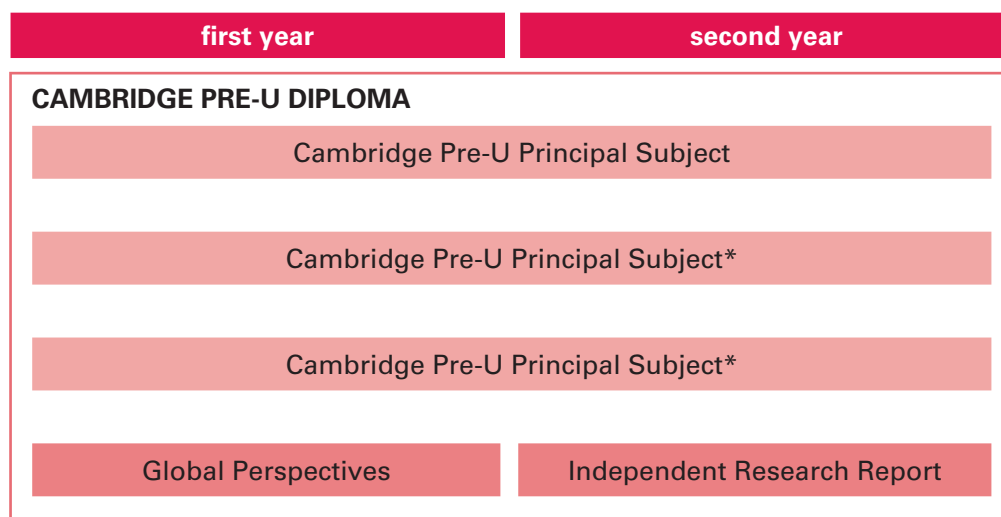 first year
second year
CAMBRIDGE PRE-U DIPLOMA
Cambridge Pre-U Principal Subject
Cambridge Pre-U Principal Subject*
Cambridge Pre-U Principal Subject*
Global Perspectives
Independent Research Report